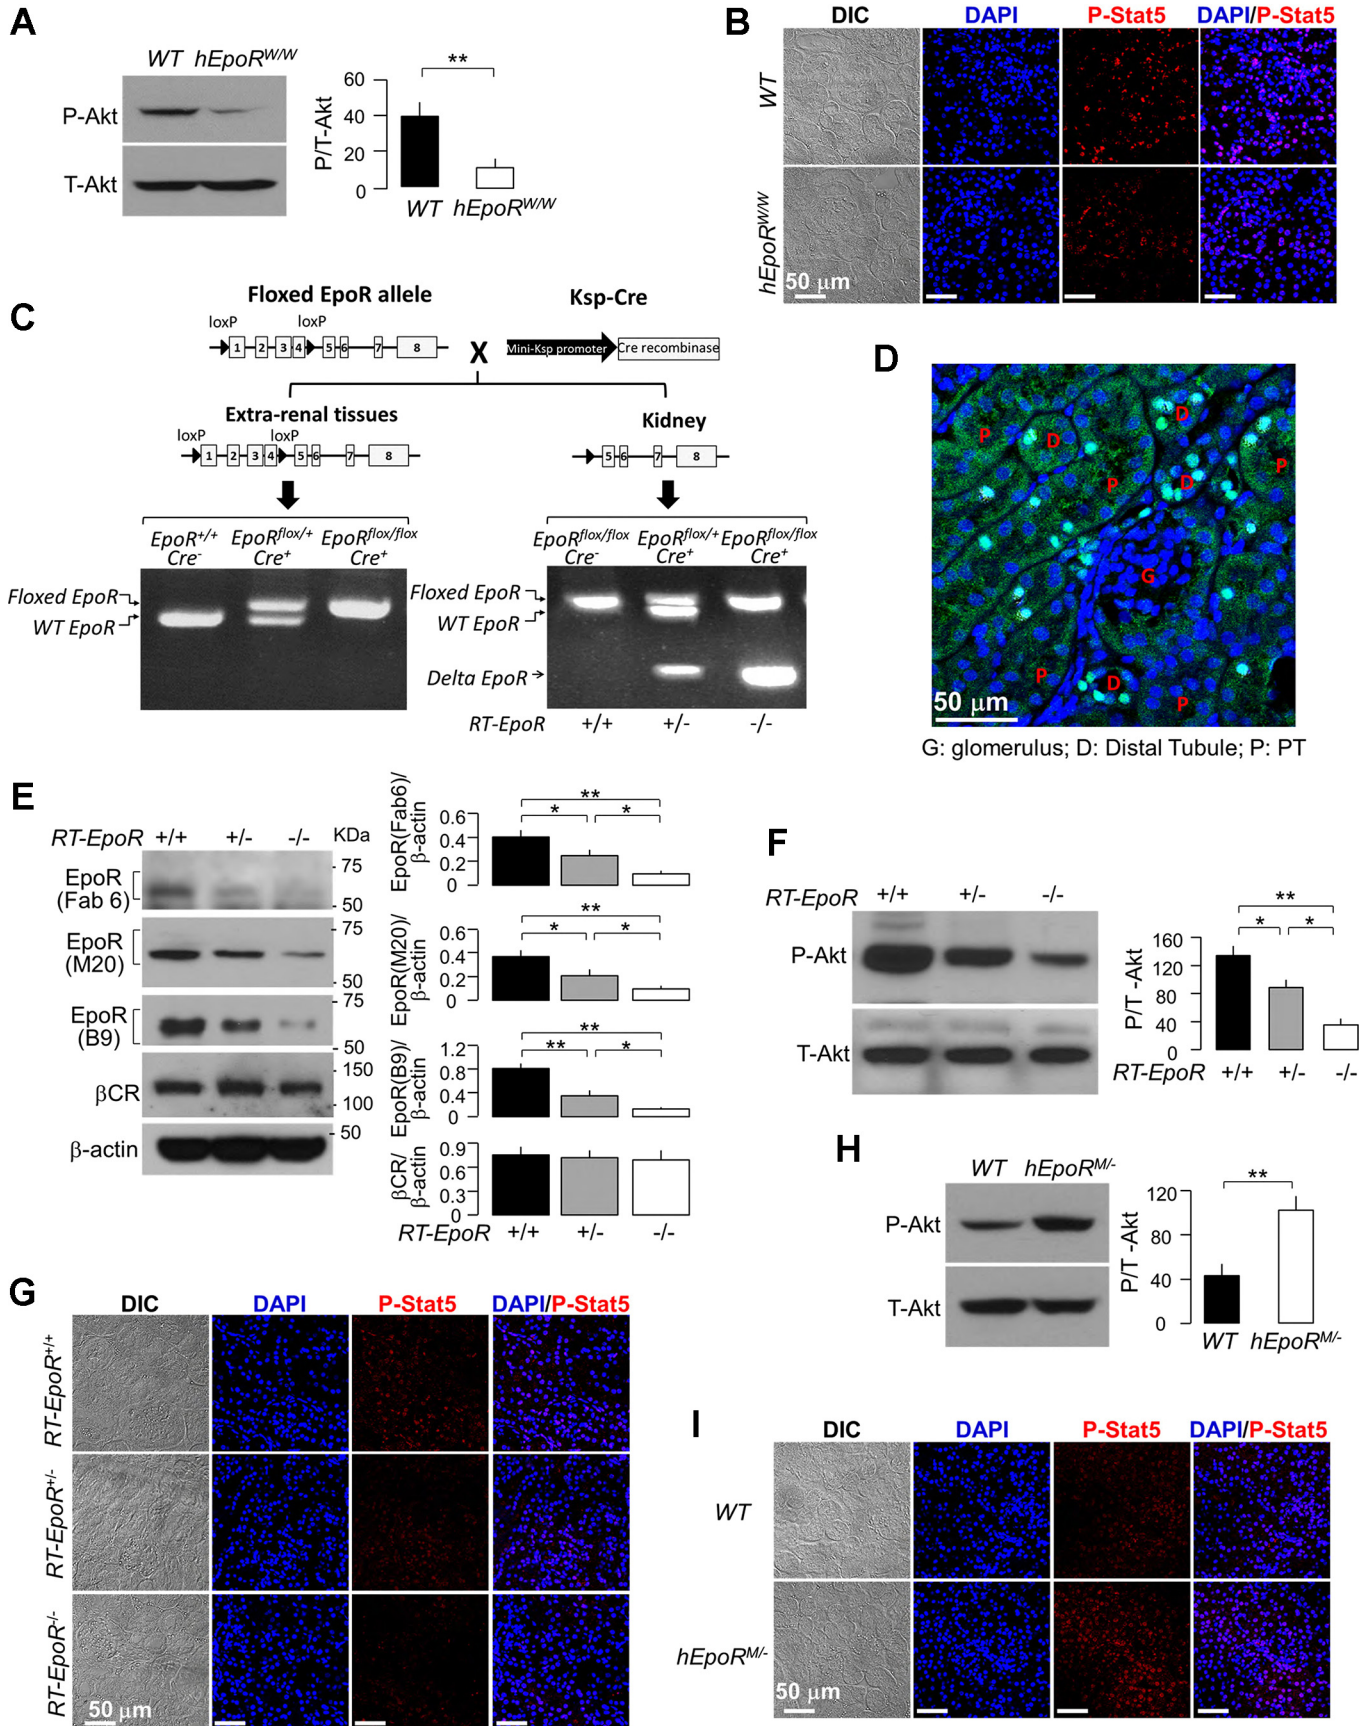 A
WT hEpoR^W/W
P-Akt
T-Akt
P/T-Akt
60
40
20
0
**
WT hEpoR^W/W
B
DIC DAPI P-Stat5 DAPI/P-Stat5
WT
hEpoR^W/W
50 μm
C
Floxed EpoR allele
Ksp-Cre
loxP loxP
1 2 3 4 5 6 7 8
X
Mini-Ksp promoter Cre recombinase
Extra-renal tissues
Kidney
loxP loxP
1 2 3 4 5 6 7 8
5 6 7 8
EpoR^+/+ EpoR^flox/+ EpoR^flox/flox
Cre^- Cre^+ Cre^+
Floxed EpoR
WT EpoR
EpoR^flox/flox EpoR^flox/+ EpoR^flox/flox
Cre^- Cre^+ Cre^+
Floxed EpoR
WT EpoR
Delta EpoR
RT-EpoR +/+ +/- -/-
D
D
P D P
P D
G
P D P
50 μm
G: glomerulus; D: Distal Tubule; P: PT
E
RT-EpoR +/+ +/- -/- KDa
EpoR
(Fab 6)
75
50
EpoR
(M20)
75
50
EpoR
(B9)
75
50
βCR
150
100
β-actin
50
EpoR(Fab6)/
β-actin
0.6
0.4
0.2
0
**
* *
EpoR(M20)/
β-actin
0.6
0.4
0.2
0
**
* *
EpoR(B9)/
β-actin
1.2
0.8
0.4
0
**
** *
βCR/
β-actin
0.9
0.6
0.3
0
RT-EpoR +/+ +/- -/-
F
RT-EpoR +/+ +/- -/-
P-Akt
T-Akt
P/T -Akt
160
120
80
40
0
**
* *
RT-EpoR +/+ +/- -/-
G
DIC DAPI P-Stat5 DAPI/P-Stat5
RT-EpoR^+/+
RT-EpoR^+/-
RT-EpoR^-/-
50 μm
H
WT hEpoR^M/-
P-Akt
T-Akt
P/T -Akt
120
80
40
0
**
WT hEpoR^M/-
I
DIC DAPI P-Stat5 DAPI/P-Stat5
WT
hEpoR^M/-
50 μm